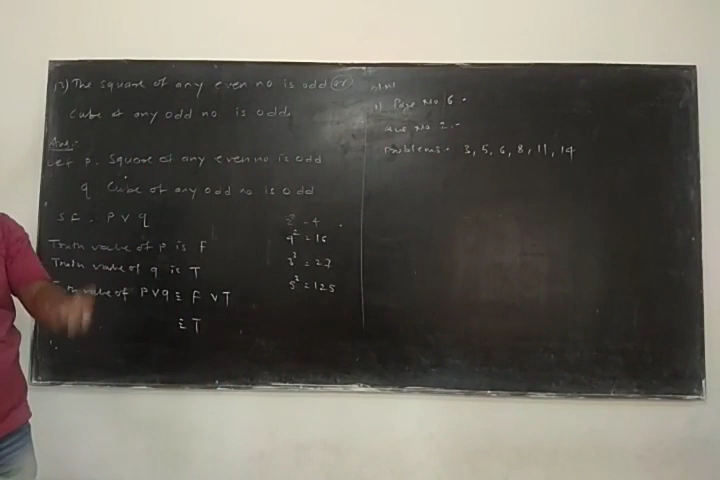 13) The square of any even no is odd or
Cube of any odd no is odd.
Ans:-
Let p. Square of any even no is odd
q Cube of any odd no is odd
S.F. P ∨ q
Truth value of p is F
Truth value of q is T
value of P ∨ q ≡ F ∨ T
≡ T
2² = 4
4² = 16
3³ = 27
5³ = 125
1) Page No 6.
Que No 2.-
Problems - 3, 5, 6, 8, 11, 14